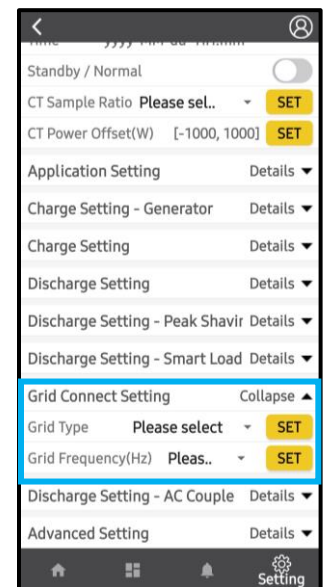 Standby / Normal
CT Sample Ratio Please sel.. SET
CT Power Offset(W) [-1000, 1000] SET
Application Setting Details
Charge Setting - Generator Details
Charge Setting Details
Discharge Setting Details
Discharge Setting - Peak Shavir Details
Discharge Setting - Smart Load Details
Grid Connect Setting Collapse
Grid Type Please select SET
Grid Frequency(Hz) Pleas.. SET
Discharge Setting - AC Couple Details
Advanced Setting Details
Setting